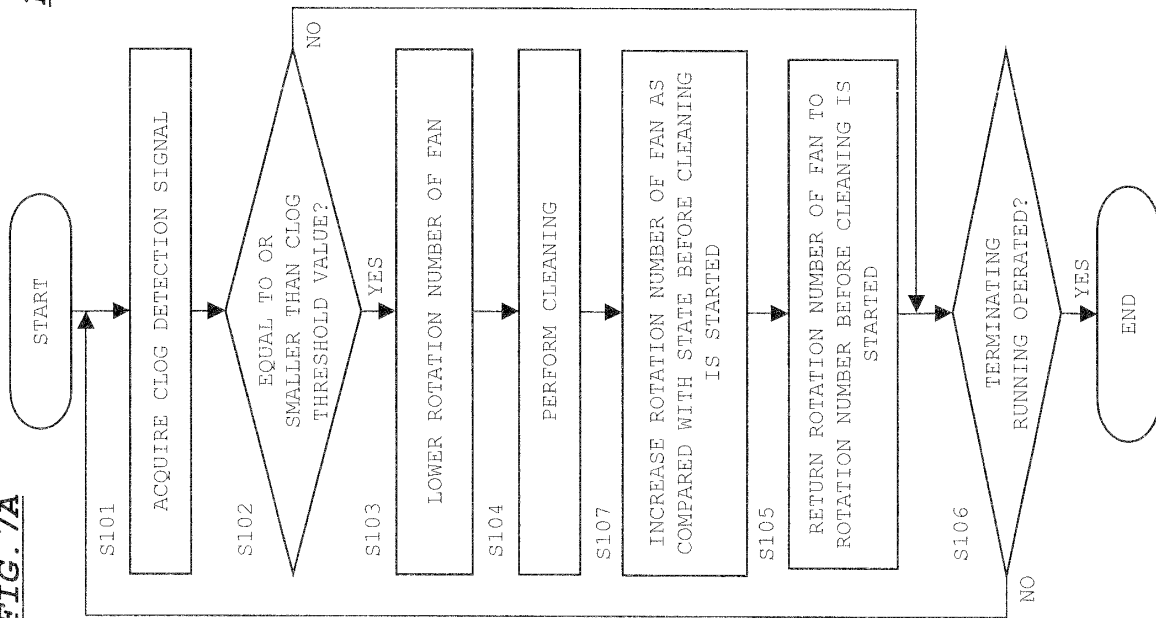 FIG. 7A
START
S101
ACQUIRE CLOG DETECTION SIGNAL
S102
EQUAL TO OR
SMALLER THAN CLOG
THRESHOLD VALUE?
NO
YES
S103
LOWER ROTATION NUMBER OF FAN
S104
PERFORM CLEANING
S107
INCREASE ROTATION NUMBER OF FAN AS
COMPARED WITH STATE BEFORE CLEANING
IS STARTED
S105
RETURN ROTATION NUMBER OF FAN TO
ROTATION NUMBER BEFORE CLEANING IS
STARTED
S106
TERMINATING
RUNNING OPERATED?
NO
YES
END